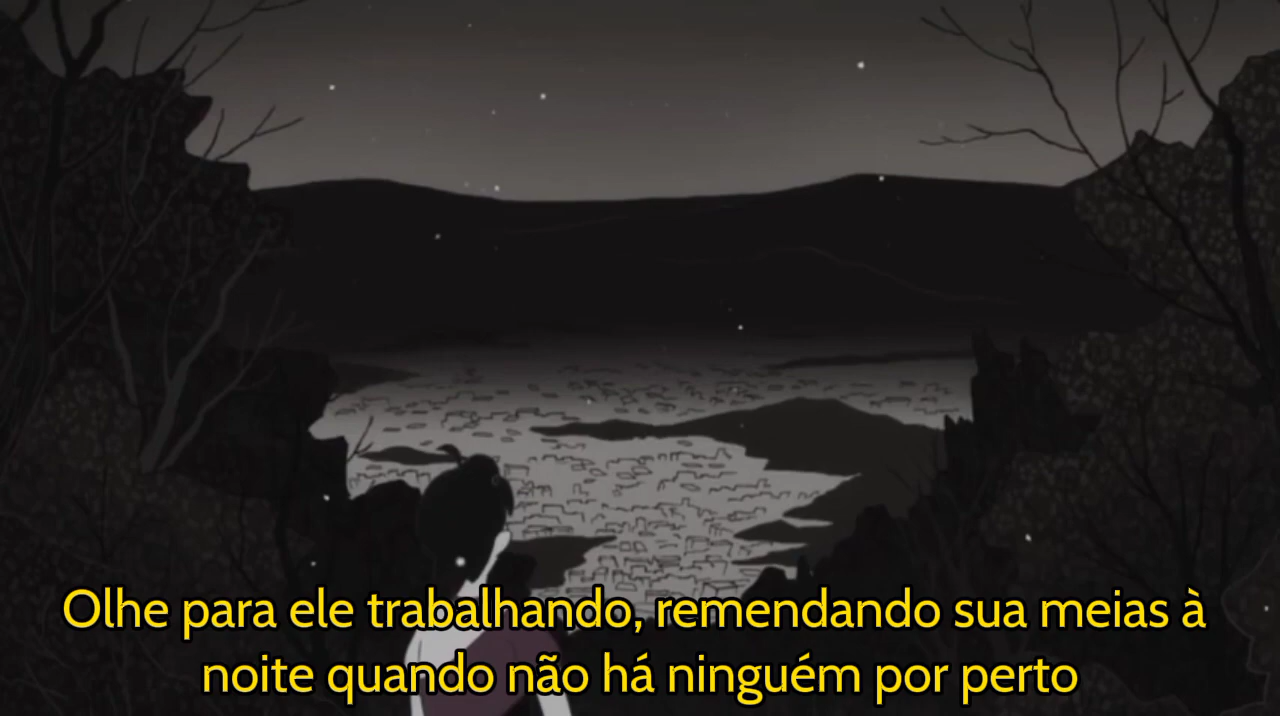 Olhe para ele trabalhando, remendando sua meias à
noite quando não há ninguém por perto